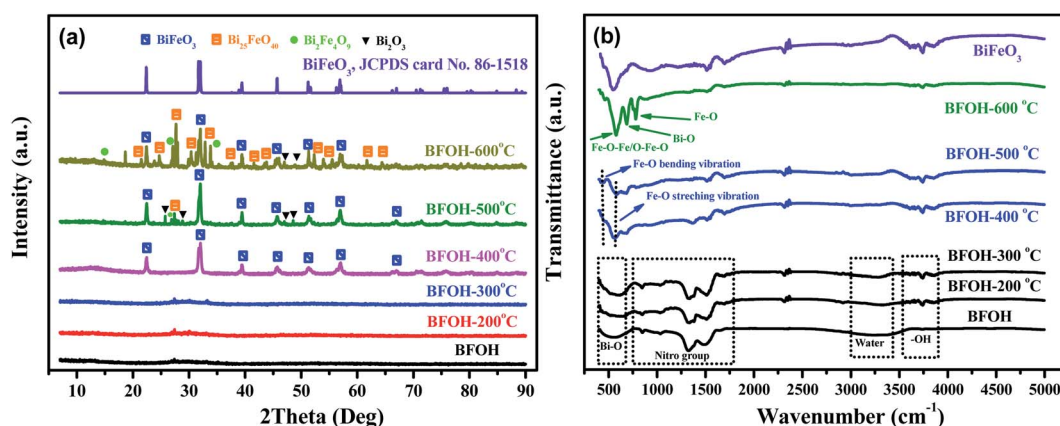 (a)
BiFeO₃ Bi₂₅FeO₄₀ Bi₂Fe₄O₉ Bi₂O₃
BiFeO₃, JCPDS card No. 86-1518
BFOH-600°C
BFOH-500°C
BFOH-400°C
BFOH-300°C
BFOH-200°C
BFOH
Intensity (a.u.)
0 10 20 30 40 50 60 70 80 90
2Theta (Deg)
(b)
BiFeO₃
BFOH-600 °C
Fe-O
Bi-O
Fe-O-Fe/O-Fe-O
BFOH-500 °C
Fe-O bending vibration
Fe-O streching vibration
BFOH-400 °C
BFOH-300 °C
BFOH-200 °C
BFOH
Bi-O
Nitro group
Water
-OH
Transmittance (a.u.)
500 1000 1500 2000 2500 3000 3500 4000 4500 5000
Wavenumber (cm⁻¹)